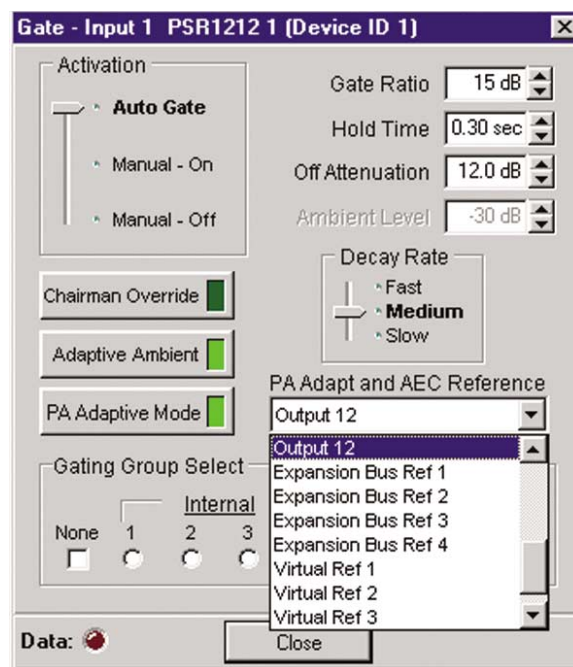 Gate - Input 1 PSR1212 1 (Device ID 1)
Activation
Auto Gate
Manual - On
Manual - Off
Gate Ratio 15 dB
Hold Time 0.30 sec
Off Attenuation 12.0 dB
Ambient Level -30 dB
Decay Rate
Fast
Medium
Slow
Chairman Override
Adaptive Ambient
PA Adaptive Mode
PA Adapt and AEC Reference
Output 12
Output 12
Expansion Bus Ref 1
Expansion Bus Ref 2
Expansion Bus Ref 3
Expansion Bus Ref 4
Virtual Ref 1
Virtual Ref 2
Virtual Ref 3
Gating Group Select
Internal
None 1 2 3
Data:
Close